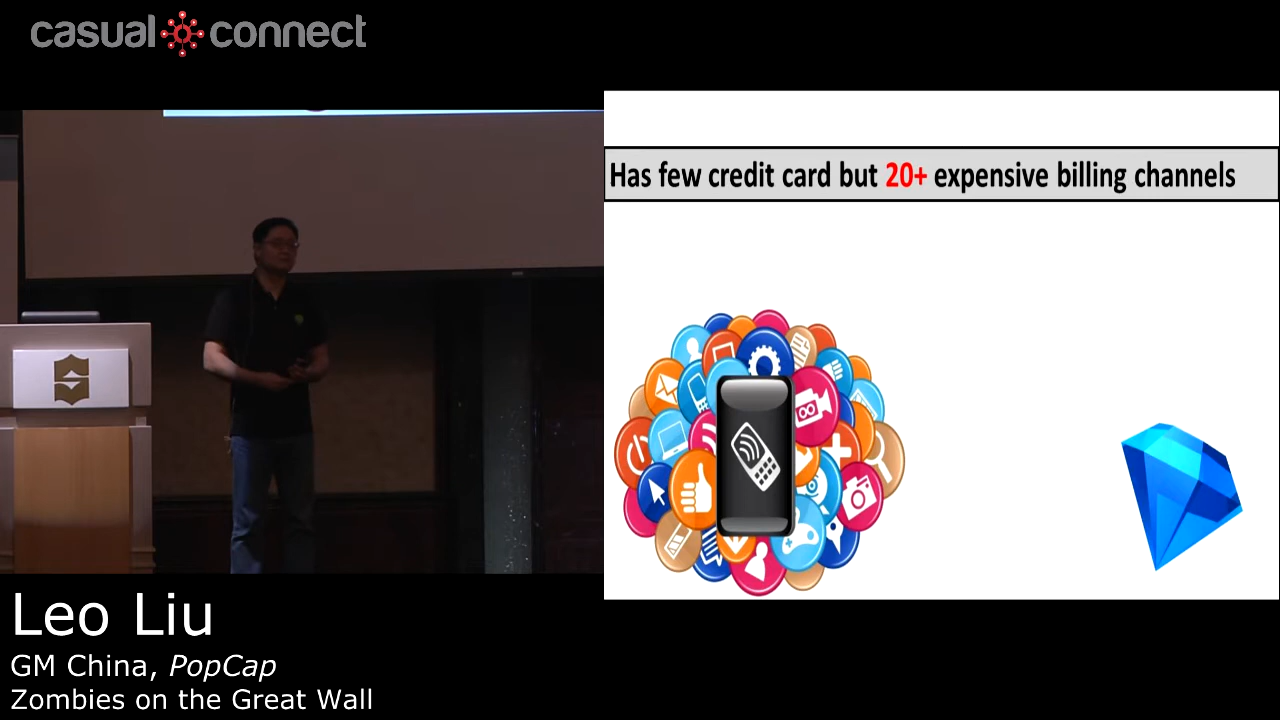 casual connect
Has few credit card but 20+ expensive billing channels
Leo Liu
GM China, PopCap
Zombies on the Great Wall